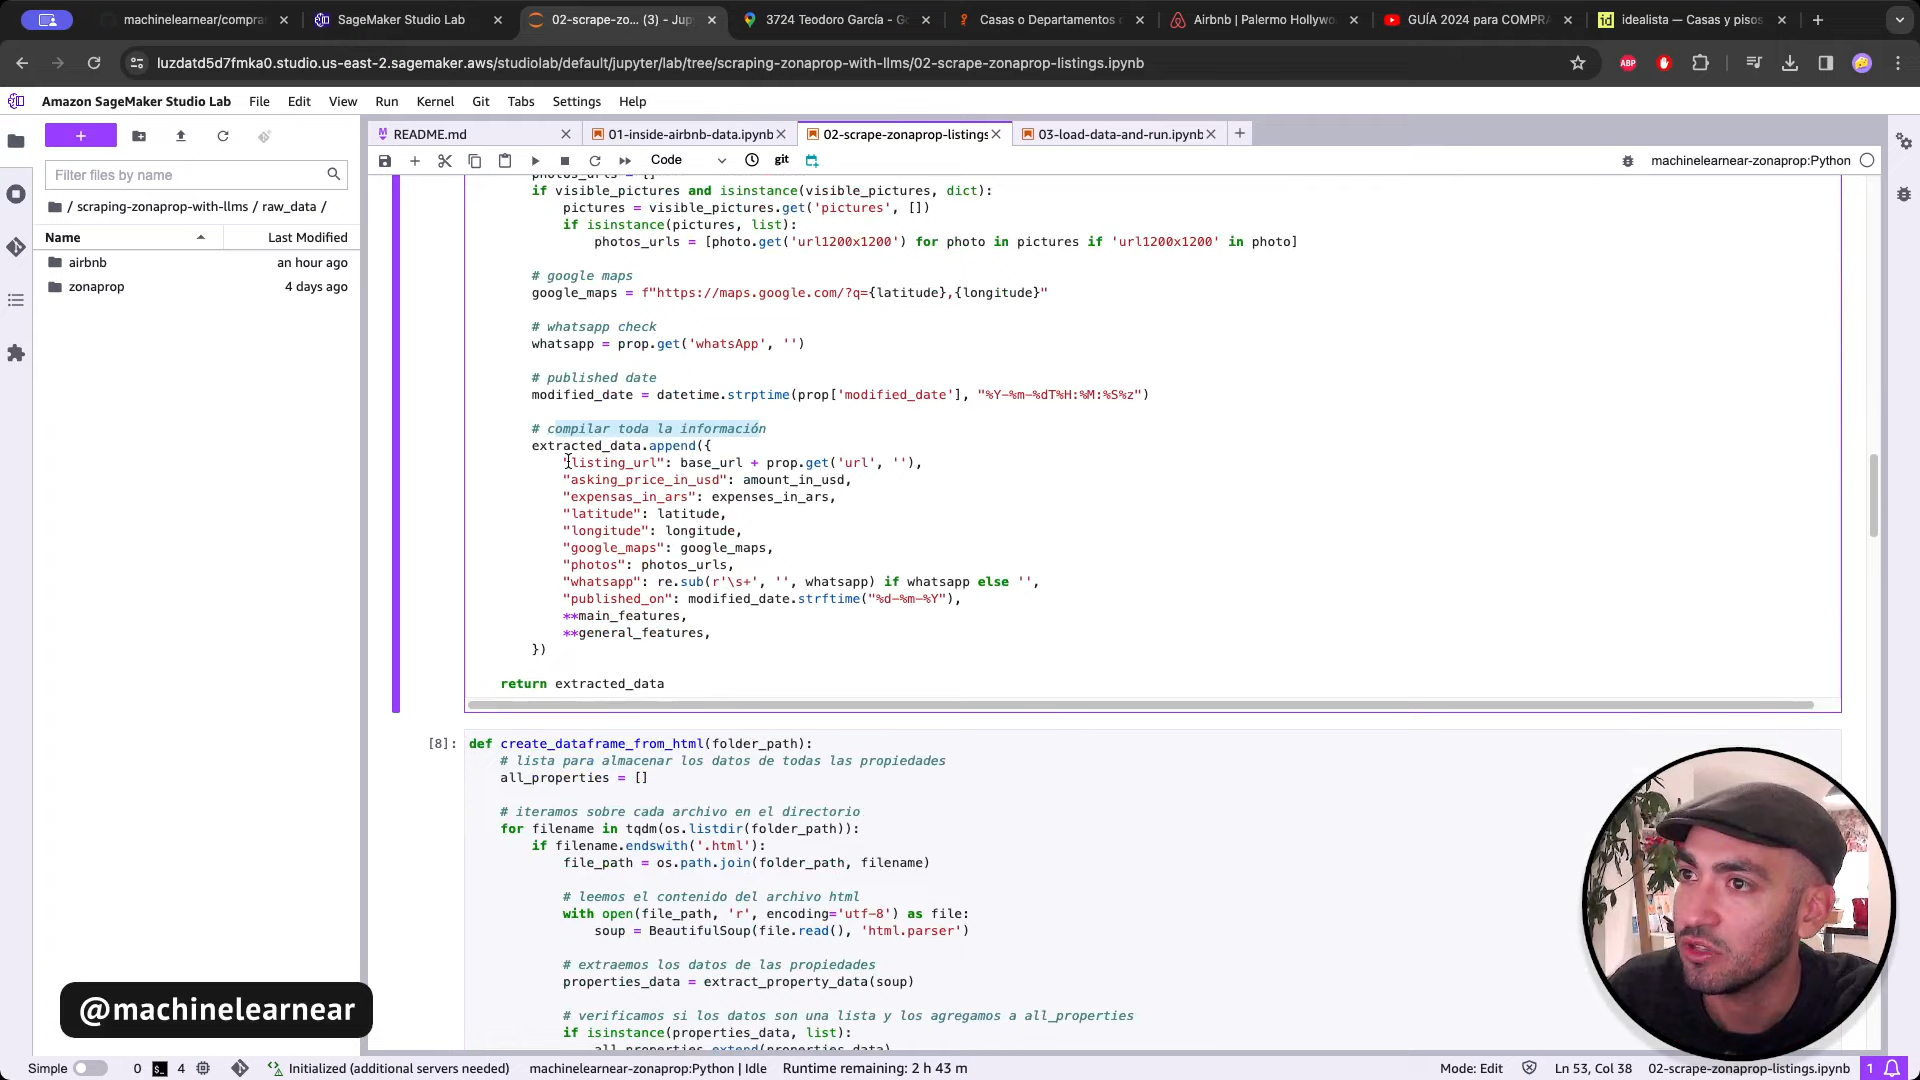 machinelearnear/compra
SageMaker Studio Lab
02-scrape-zo... (3) - Jup
3724 Teodoro García - G
Casas o Departamentos
Airbnb | Palermo Hollywo
GUÍA 2024 para COMPRA
idealista — Casas y pisos
luzdatd5d7fmka0.studio.us-east-2.sagemaker.aws/studiolab/default/jupyter/lab/tree/scraping-zonaprop-with-llms/02-scrape-zonaprop-listings.ipynb
ABP
Amazon SageMaker Studio Lab File Edit View Run Kernel Git Tabs Settings Help
README.md
01-inside-airbnb-data.ipynb
02-scrape-zonaprop-listings
03-load-data-and-run.ipynb
Code
git
machinelearnear-zonaprop:Python
Filter files by name
/ scraping-zonaprop-with-llms / raw_data /
Name Last Modified
airbnb an hour ago
zonaprop 4 days ago
photos_urls = []
if visible_pictures and isinstance(visible_pictures, dict):
pictures = visible_pictures.get('pictures', [])
if isinstance(pictures, list):
photos_urls = [photo.get('url1200x1200') for photo in pictures if 'url1200x1200' in photo]
# google maps
google_maps = f"https://maps.google.com/?q={latitude},{longitude}"
# whatsapp check
whatsapp = prop.get('whatsApp', '')
# published date
modified_date = datetime.strptime(prop['modified_date'], "%Y-%m-%dT%H:%M:%S%z")
# compilar toda la información
extracted_data.append({
"listing_url": base_url + prop.get('url', ''),
"asking_price_in_usd": amount_in_usd,
"expensas_in_ars": expenses_in_ars,
"latitude": latitude,
"longitude": longitude,
"google_maps": google_maps,
"photos": photos_urls,
"whatsapp": re.sub(r'\s+', '', whatsapp) if whatsapp else '',
"published_on": modified_date.strftime("%d-%m-%Y"),
**main_features,
**general_features,
})
return extracted_data
[8]: def create_dataframe_from_html(folder_path):
# lista para almacenar los datos de todas las propiedades
all_properties = []
# iteramos sobre cada archivo en el directorio
for filename in tqdm(os.listdir(folder_path)):
if filename.endswith('.html'):
file_path = os.path.join(folder_path, filename)
# leemos el contenido del archivo html
with open(file_path, 'r', encoding='utf-8') as file:
soup = BeautifulSoup(file.read(), 'html.parser')
# extraemos los datos de las propiedades
properties_data = extract_property_data(soup)
# verificamos si los datos son una lista y los agregamos a all_properties
if isinstance(properties_data, list):
all_properties.extend(properties_data)
@machinelearnear
Simple 0 4 Initialized (additional servers needed) machinelearnear-zonaprop:Python | Idle Runtime remaining: 2 h 43 m Mode: Edit Ln 53, Col 38 02-scrape-zonaprop-listings.ipynb 1